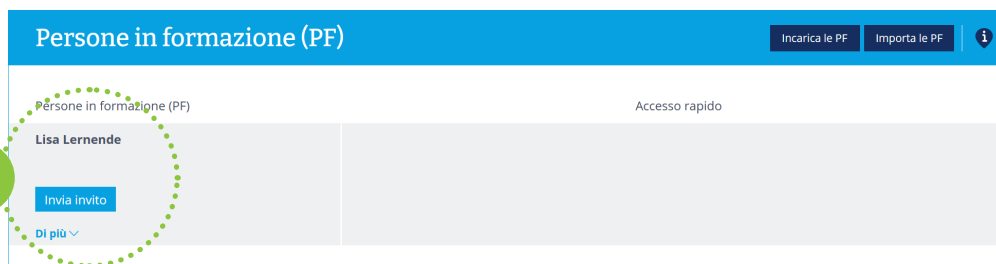 Persone in formazione (PF)
Incarica le PF
Importa le PF
Persone in formazione (PF)
Accesso rapido
Lisa Lernende
Invia invito
Di più